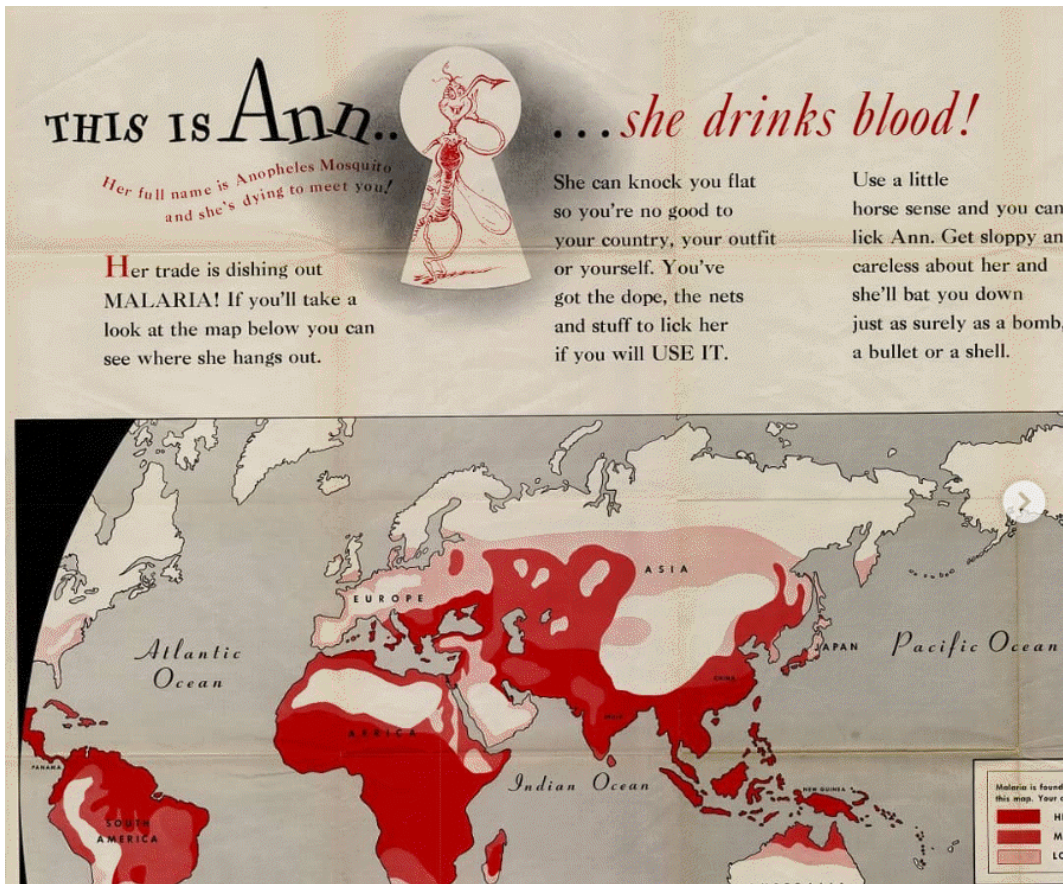 THIS IS Ann..
...she drinks blood!
Her full name is Anopheles Mosquito
and she's dying to meet you!
Her trade is dishing out
MALARIA! If you'll take a
look at the map below you can
see where she hangs out.
She can knock you flat
so you're no good to
your country, your outfit
or yourself. You've
got the dope, the nets
and stuff to lick her
if you will USE IT.
Use a little
horse sense and you can
lick Ann. Get sloppy an
careless about her and
she'll bat you down
just as surely as a bomb,
a bullet or a shell.
ASIA
EUROPE
Atlantic
Ocean
JAPAN
Pacific Ocean
CHINA
INDIA
AFRICA
PANAMA
Indian Ocean
NEW GUINEA
SOUTH
AMERICA
Malaria is found
this map. Your
H
M
LO